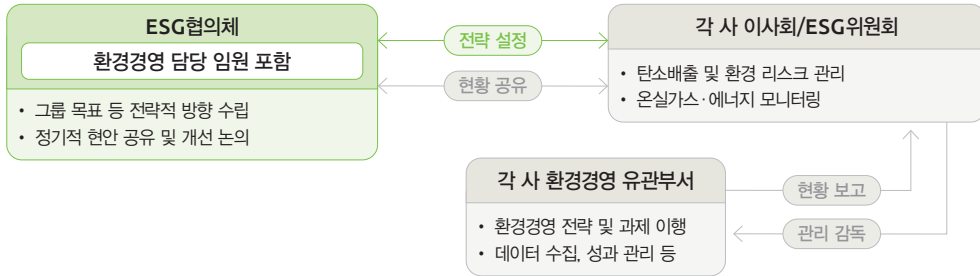 ESG협의체
환경경영 담당 임원 포함
• 그룹 목표 등 전략적 방향 수립
• 정기적 현안 공유 및 개선 논의
전략 설정
현황 공유
각 사 이사회/ESG위원회
• 탄소배출 및 환경 리스크 관리
• 온실가스·에너지 모니터링
각 사 환경경영 유관부서
• 환경경영 전략 및 과제 이행
• 데이터 수집, 성과 관리 등
현황 보고
관리 감독